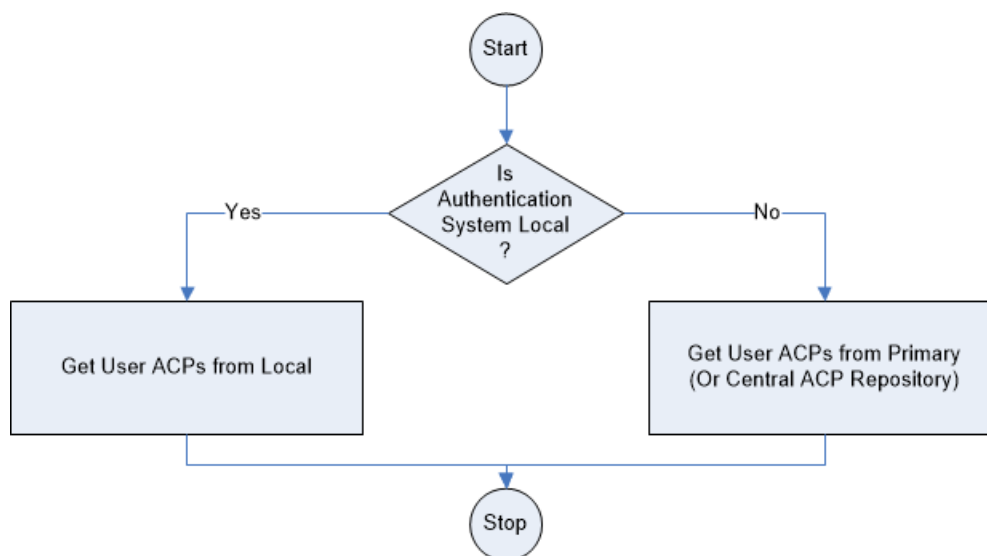 Start
Is
Authentication
System Local
?
Yes
No
Get User ACPs from Local
Get User ACPs from Primary
(Or Central ACP Repository)
Stop